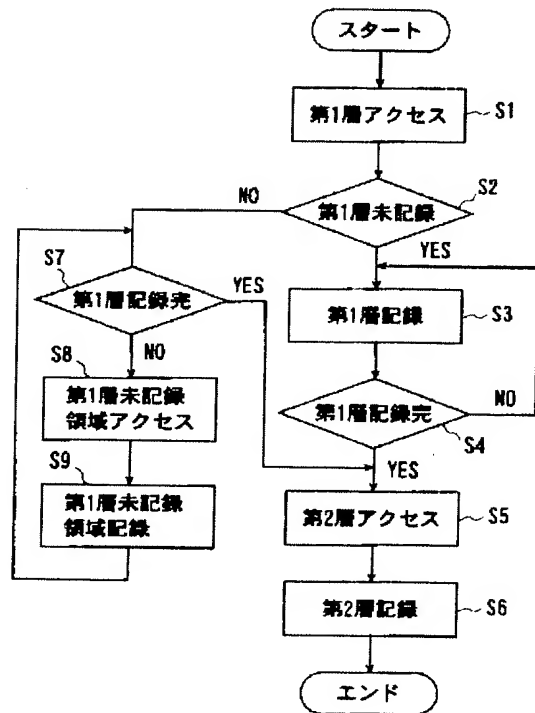 スタート
第1層アクセス
S1
第1層未記録
S2
NO
YES
S7
第1層記録完
YES
NO
第1層記録
S3
S8
第1層未記録
領域アクセス
第1層記録完
NO
S4
YES
S9
第1層未記録
領域記録
第2層アクセス
S5
第2層記録
S6
エンド